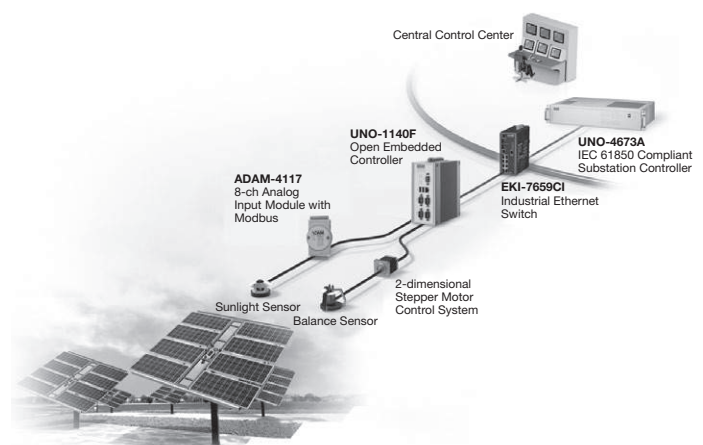 Central Control Center
UNO-4673A
IEC 61850 Compliant
Substation Controller
UNO-1140F
Open Embedded
Controller
EKI-7659CI
Industrial Ethernet
Switch
ADAM-4117
8-ch Analog
Input Module with
Modbus
2-dimensional
Stepper Motor
Control System
Sunlight Sensor
Balance Sensor